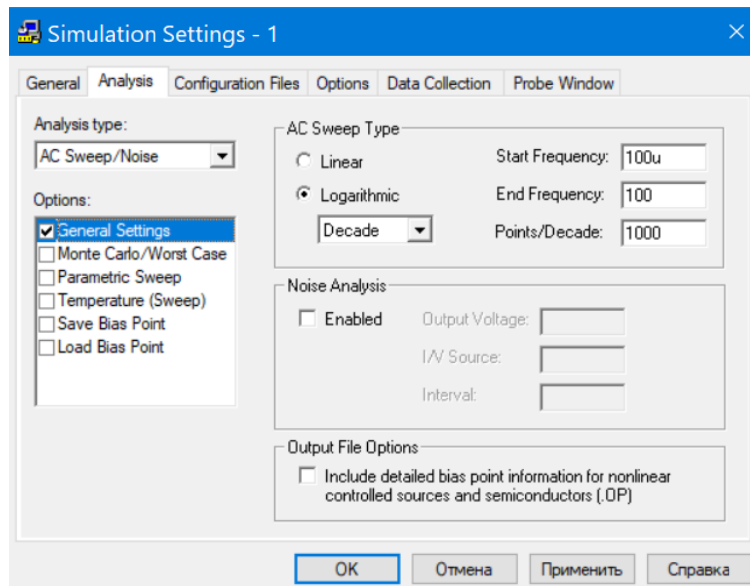 Simulation Settings - 1
General Analysis Configuration Files Options Data Collection Probe Window
Analysis type:
AC Sweep/Noise
Options:
General Settings
Monte Carlo/Worst Case
Parametric Sweep
Temperature (Sweep)
Save Bias Point
Load Bias Point
AC Sweep Type
Linear
Logarithmic
Decade
Start Frequency: 100u
End Frequency: 100
Points/Decade: 1000
Noise Analysis
Enabled
Output Voltage:
I/V Source:
Interval:
Output File Options
Include detailed bias point information for nonlinear
controlled sources and semiconductors (.OP)
OK Отмена Применить Справка